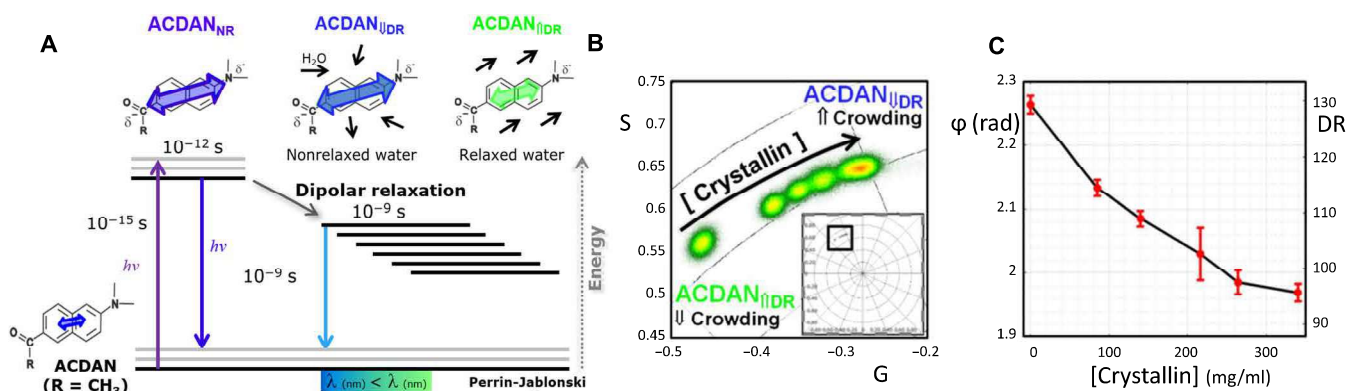 A
ACDAN_NR
ACDAN_⇓DR
ACDAN_⇑DR
H₂O
N δ⁻
N δ⁻
N δ⁻
O
O
O
δ⁻ C
C
δ⁻ C
R
R
R
Nonrelaxed water
Relaxed water
10⁻¹² s
Dipolar relaxation
10⁻⁹ s
10⁻¹⁵ s
hν
hν
10⁻⁹ s
Energy
N
O
C
R
ACDAN
(R = CH₃)
λ (nm) < λ (nm)
Perrin-Jablonski
B
S
0.75
0.7
0.65
0.6
0.55
0.5
0.45
ACDAN_⇓DR
⇑ Crowding
[ Crystallin ]
ACDAN_⇑DR
⇓ Crowding
−0.5
−0.4
−0.3
−0.2
G
C
φ (rad)
2.3
2.2
2.1
2
1.9
130
DR
120
110
100
90
0
100
200
300
[Crystallin] (mg/ml)